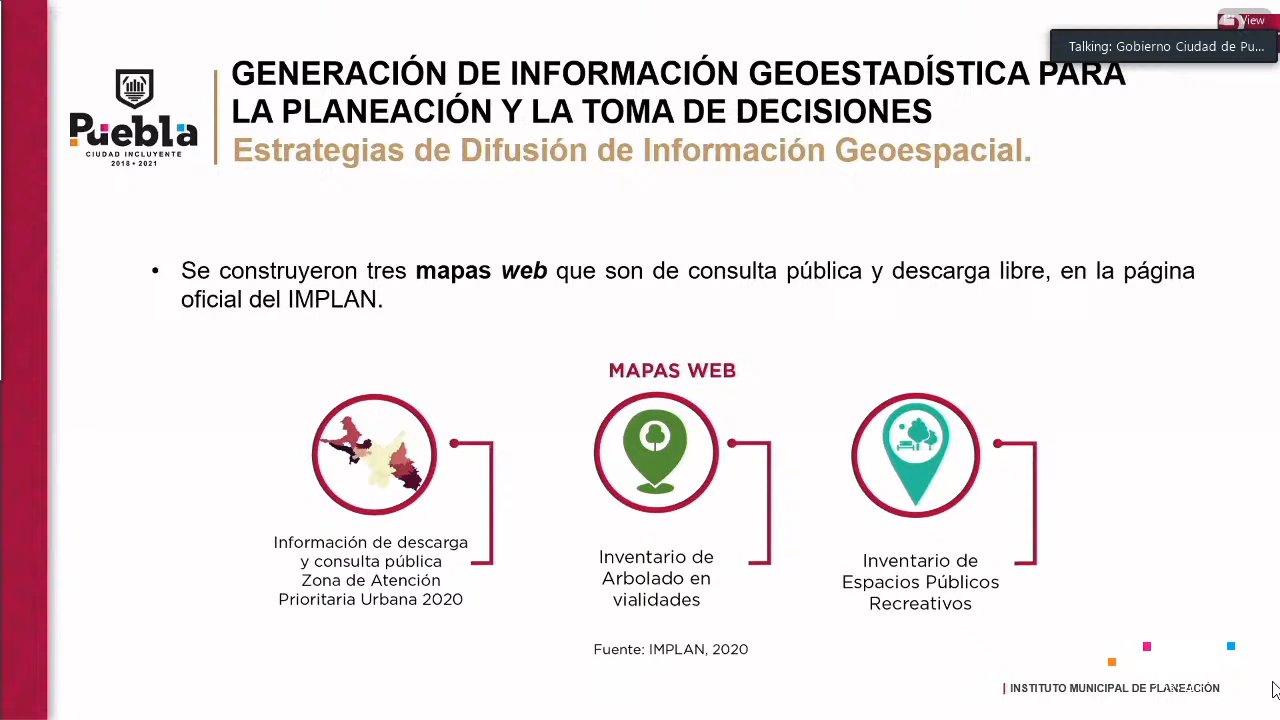 View
Talking: Gobierno Ciudad de Pu...
GENERACIÓN DE INFORMACIÓN GEOESTADÍSTICA PARA
LA PLANEACIÓN Y LA TOMA DE DECISIONES
Estrategias de Difusión de Información Geoespacial.
Puebla
CIUDAD INCLUYENTE
2018 • 2021
• Se construyeron tres mapas web que son de consulta pública y descarga libre, en la página
oficial del IMPLAN.
MAPAS WEB
Información de descarga
y consulta pública
Zona de Atención
Prioritaria Urbana 2020
Inventario de
Arbolado en
vialidades
Inventario de
Espacios Públicos
Recreativos
Fuente: IMPLAN, 2020
| INSTITUTO MUNICIPAL DE PLANEACIÓN